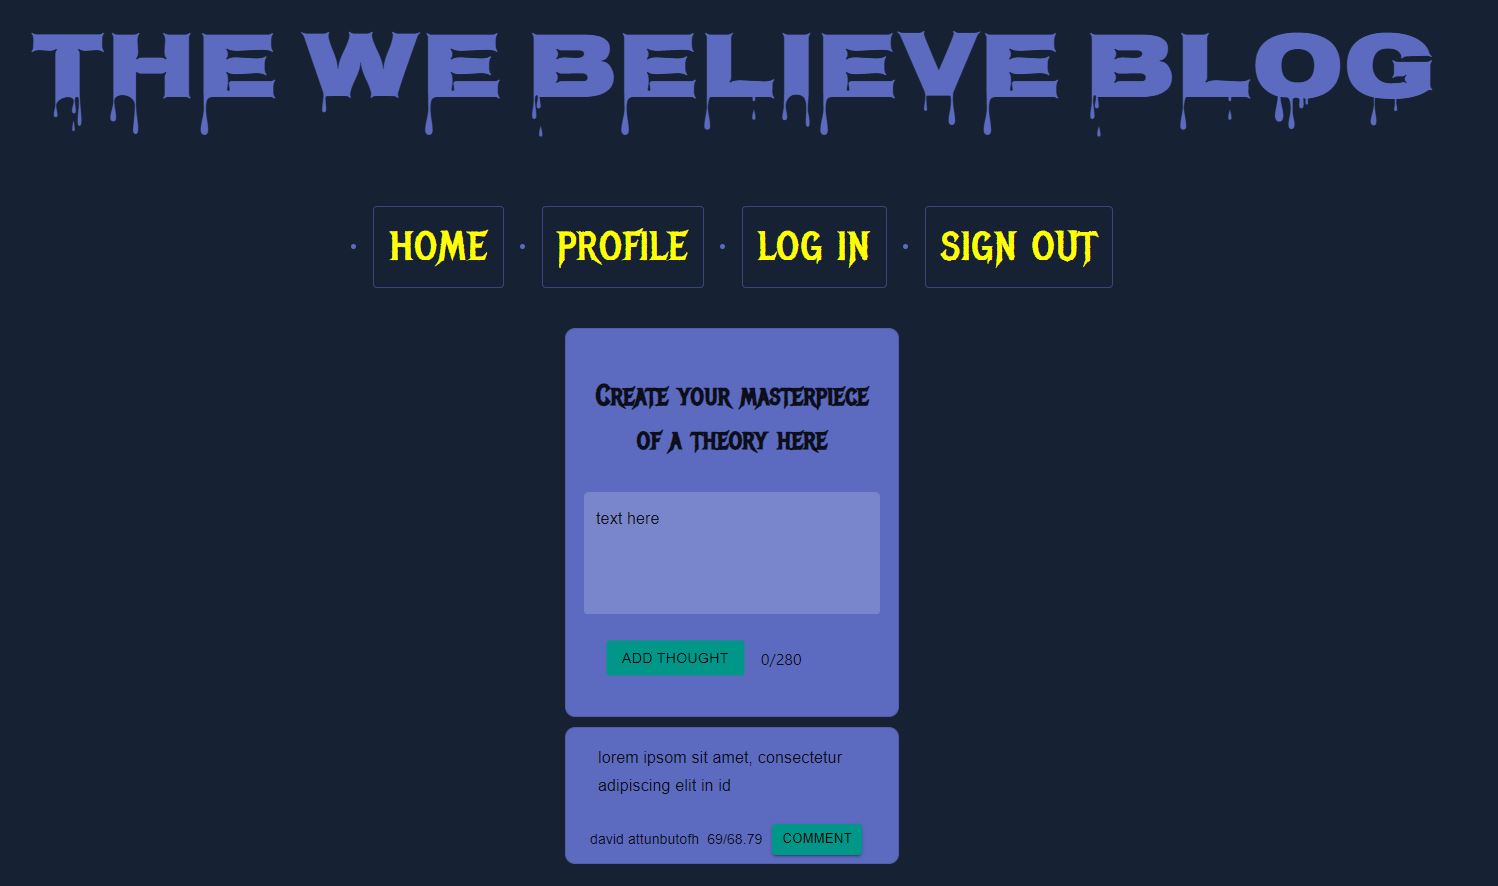 THE WE BELIEVE BLOG
HOME PROFILE LOG IN SIGN OUT
Create your masterpiece
of a theory here
text here
ADD THOUGHT 0/280
lorem ipsom sit amet, consectetur
adipiscing elit in id
david attunbutofh 69/68.79 COMMENT